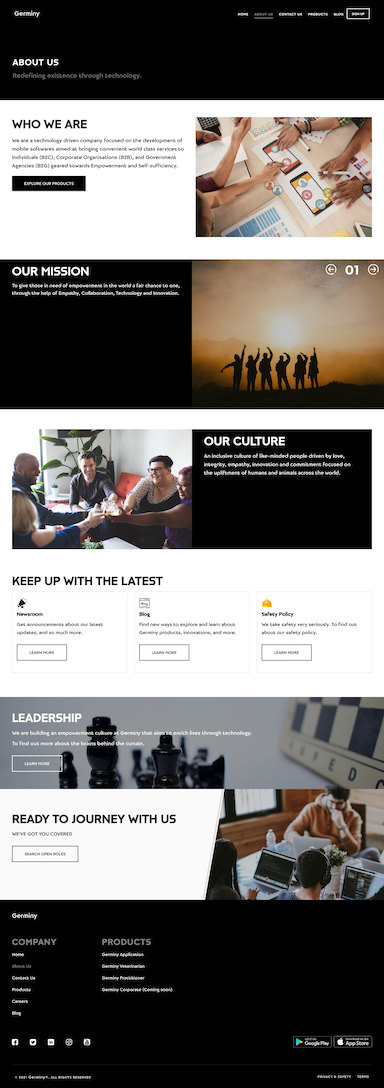 Germiny
HOME ABOUT US CONTACT US PRODUCTS BLOG SIGN UP
ABOUT US
Redefining existence through technology.
WHO WE ARE
We are a technology driven company focused on the development of
mobile softwares aimed at bringing convenient world class services to
Individuals (B2C), Corporate Organisations (B2B), and Government
Agencies (B2G) geared towards Empowerment and Self-sufficiency.
EXPLORE OUR PRODUCTS
OUR MISSION
01
To give those in need of empowerment in the world a fair chance to one,
through the help of Empathy, Collaboration, Technology and Innovation.
OUR CULTURE
An inclusive culture of like-minded people driven by love,
integrity, empathy, innovation and commitment focused on
the upliftment of humans and animals across the world.
KEEP UP WITH THE LATEST
Newsroom
Get announcements about our latest
updates, and so much more.
LEARN MORE
Blog
Find new ways to explore and learn about
Germiny products, innovations, and more.
LEARN MORE
Safety Policy
We take safety very seriously. To find out
about our safety policy.
LEARN MORE
LEADERSHIP
We are building an empowerment culture at Germiny that aims to enrich lives through technology.
To find out more about the brains behind the curtain.
LEARN MORE
READY TO JOURNEY WITH US
WE'VE GOT YOU COVERED
SEARCH OPEN ROLES
Germiny
COMPANY
Home
About Us
Contact Us
Products
Careers
Blog
PRODUCTS
Germiny Application
Germiny Veterinarian
Germiny Practitioner
Germiny Corporate (Coming soon)
Google Play
App Store
© 2021 Germiny®. ALL RIGHTS RESERVED
PRIVACY & SAFETY TERMS